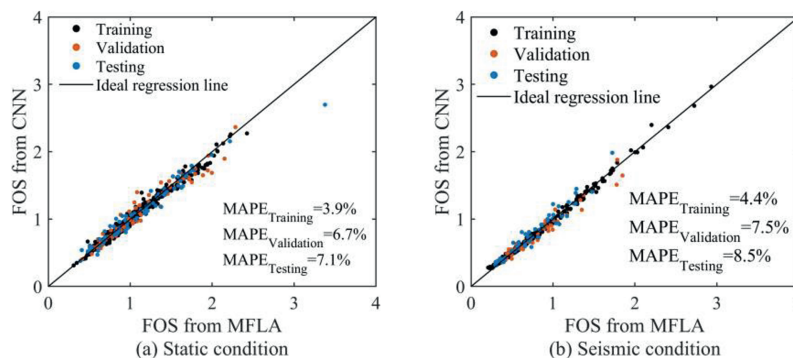 4
Training
Validation
Testing
Ideal regression line
3
2
1
0
FOS from CNN
MAPE_Training=3.9%
MAPE_Validation=6.7%
MAPE_Testing=7.1%
0 1 2 3 4
FOS from MFLA
(a) Static condition
4
Training
Validation
Testing
Ideal regression line
3
2
1
0
FOS from CNN
MAPE_Training=4.4%
MAPE_Validation=7.5%
MAPE_Testing=8.5%
0 1 2 3 4
FOS from MFLA
(b) Seismic condition